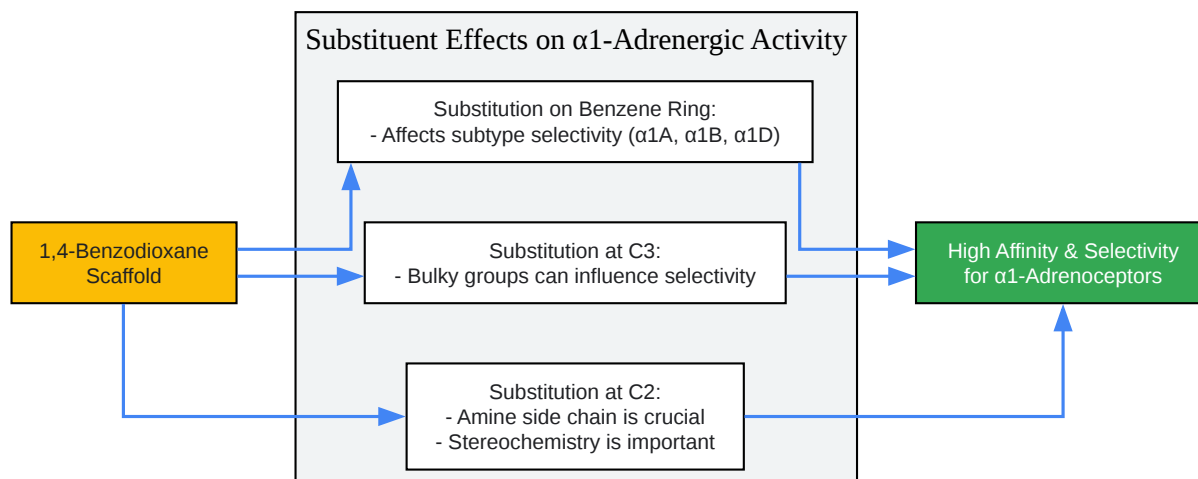 Substituent Effects on α1-Adrenergic Activity
Substitution on Benzene Ring:
- Affects subtype selectivity (α1A, α1B, α1D)
1,4-Benzodioxane
Scaffold
Substitution at C3:
- Bulky groups can influence selectivity
High Affinity & Selectivity
for α1-Adrenoceptors
Substitution at C2:
- Amine side chain is crucial
- Stereochemistry is important